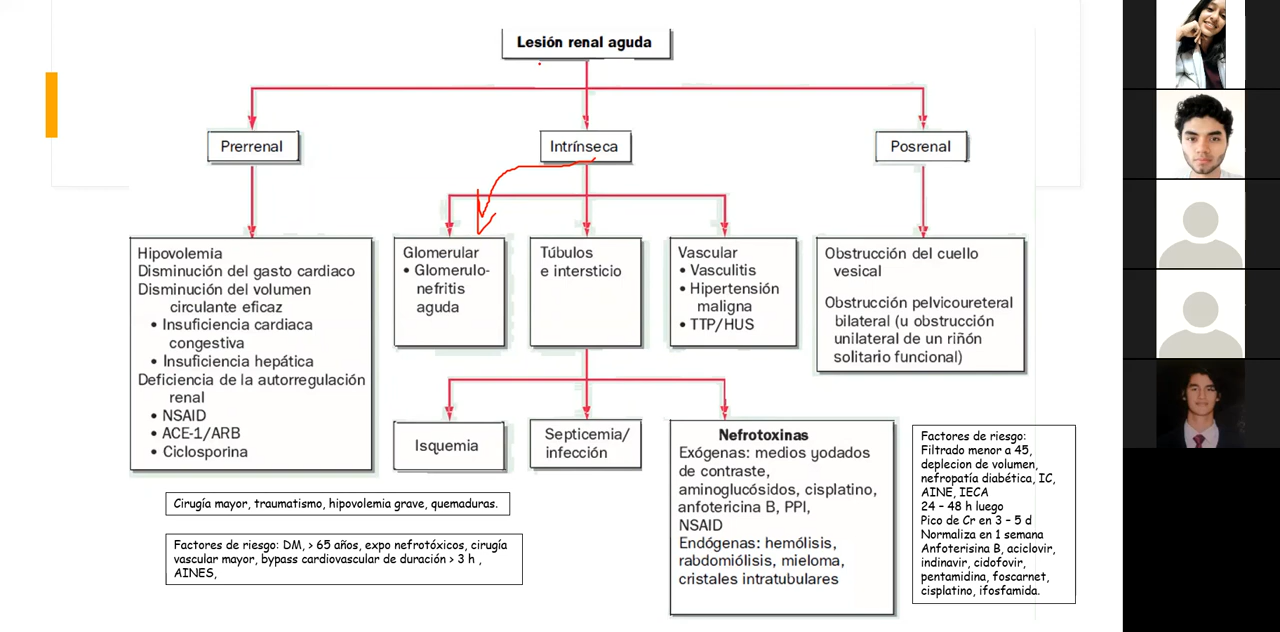 Lesión renal aguda
Prerrenal
Intrínseca
Posrenal
Hipovolemia
Disminución del gasto cardiaco
Disminución del volumen
circulante eficaz
• Insuficiencia cardiaca
congestiva
• Insuficiencia hepática
Deficiencia de la autorregulación
renal
• NSAID
• ACE-1/ARB
• Ciclosporina
Glomerular
• Glomerulo-
nefritis
aguda
Túbulos
e intersticio
Vascular
• Vasculitis
• Hipertensión
maligna
• TTP/HUS
Obstrucción del cuello
vesical
Obstrucción pelvicoureteral
bilateral (u obstrucción
unilateral de un riñón
solitario funcional)
Isquemia
Septicemia/
infección
Nefrotoxinas
Exógenas: medios yodados
de contraste,
aminoglucósidos, cisplatino,
anfotericina B, PPI,
NSAID
Endógenas: hemólisis,
rabdomiólisis, mieloma,
cristales intratubulares
Factores de riesgo:
Filtrado menor a 45,
deplecion de volumen,
nefropatía diabética, IC,
AINE, IECA
24 – 48 h luego
Pico de Cr en 3 – 5 d
Normaliza en 1 semana
Anfoterisina B, aciclovir,
indinavir, cidofovir,
pentamidina, foscarnet,
cisplatino, ifosfamida.
Cirugía mayor, traumatismo, hipovolemia grave, quemaduras.
Factores de riesgo: DM, > 65 años, expo nefrotóxicos, cirugía
vascular mayor, bypass cardiovascular de duración > 3 h ,
AINES,